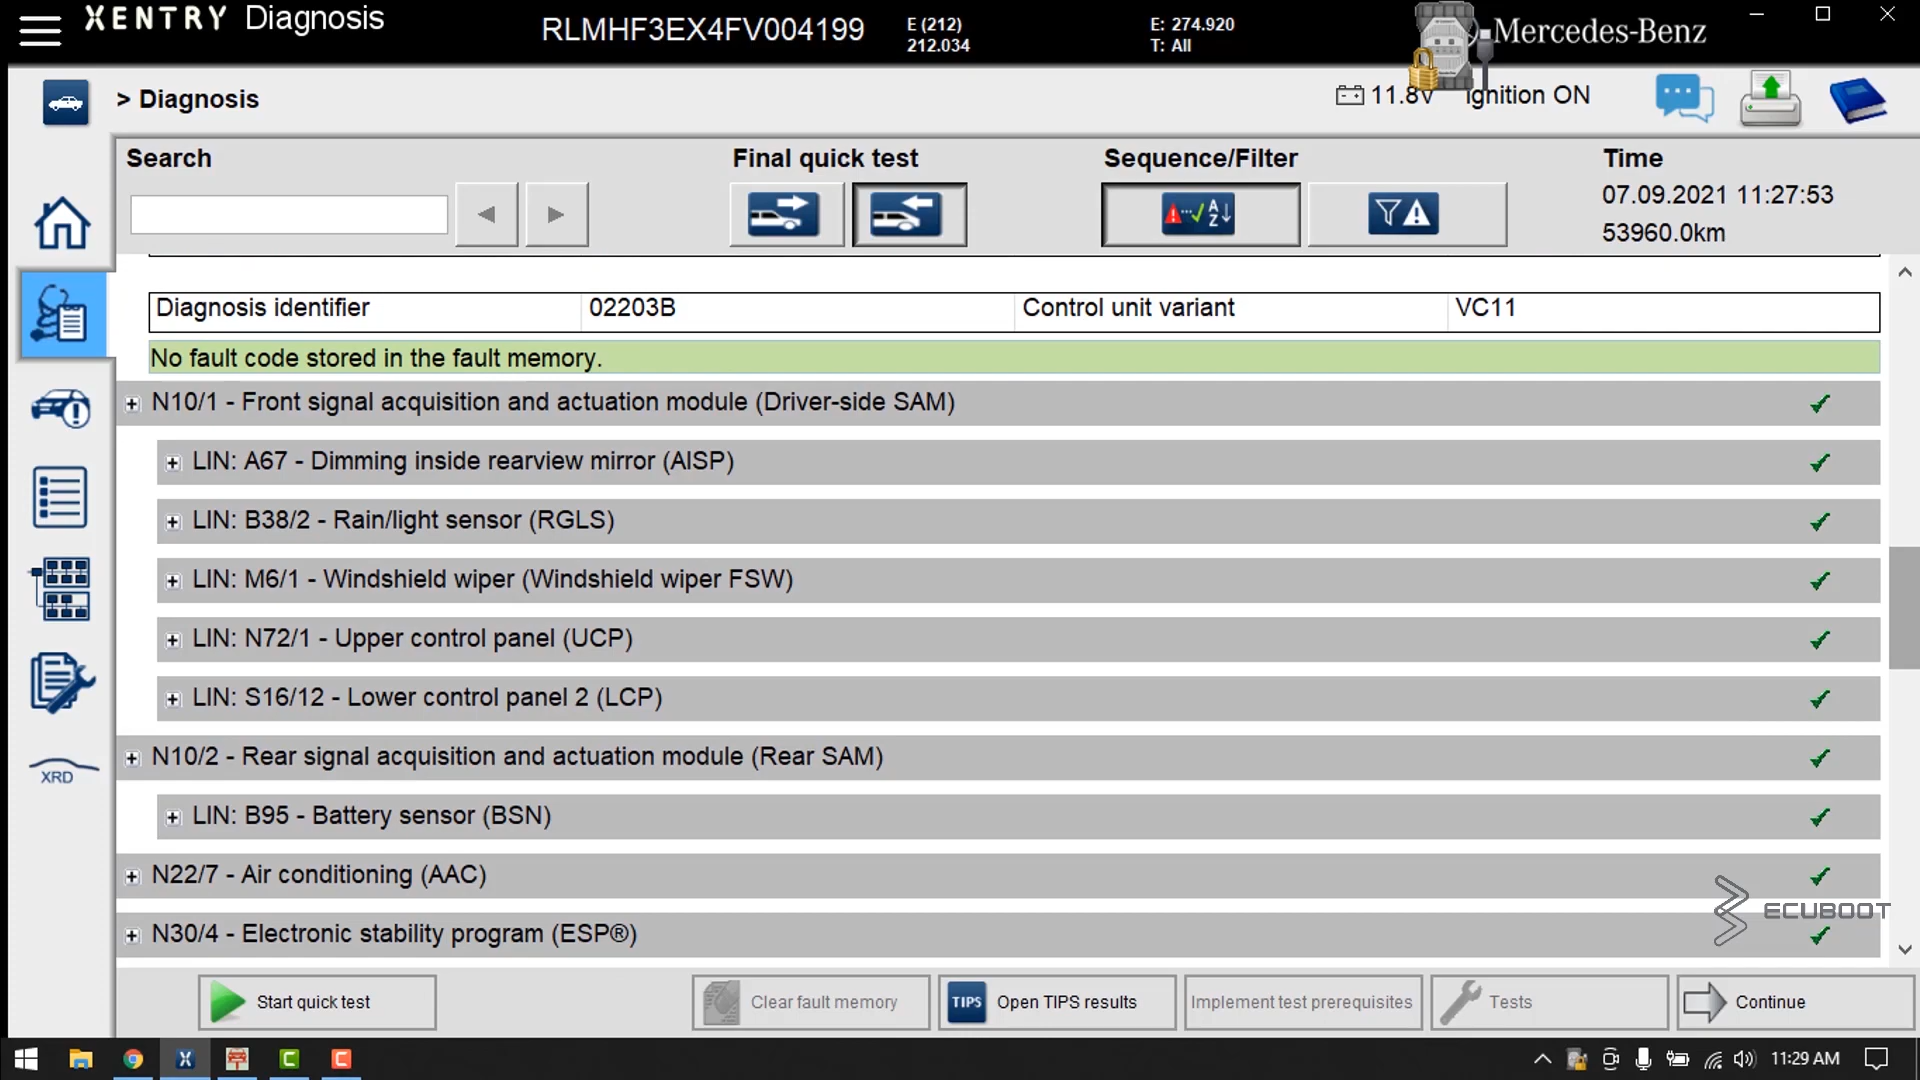 XENTRY Diagnosis
RLMHF3EX4FV004199
E (212)
212.034
E: 274.920
T: All
Mercedes-Benz
> Diagnosis
11.8V
Ignition ON
Search
Final quick test
Sequence/Filter
Time
07.09.2021 11:27:53
53960.0km
Diagnosis identifier 02203B Control unit variant VC11
No fault code stored in the fault memory.
N10/1 - Front signal acquisition and actuation module (Driver-side SAM)
LIN: A67 - Dimming inside rearview mirror (AISP)
LIN: B38/2 - Rain/light sensor (RGLS)
LIN: M6/1 - Windshield wiper (Windshield wiper FSW)
LIN: N72/1 - Upper control panel (UCP)
LIN: S16/12 - Lower control panel 2 (LCP)
N10/2 - Rear signal acquisition and actuation module (Rear SAM)
LIN: B95 - Battery sensor (BSN)
N22/7 - Air conditioning (AAC)
ECUBOOT
N30/4 - Electronic stability program (ESP®)
XRD
Start quick test
Clear fault memory
TIPS Open TIPS results
Implement test prerequisites
Tests
Continue
11:29 AM